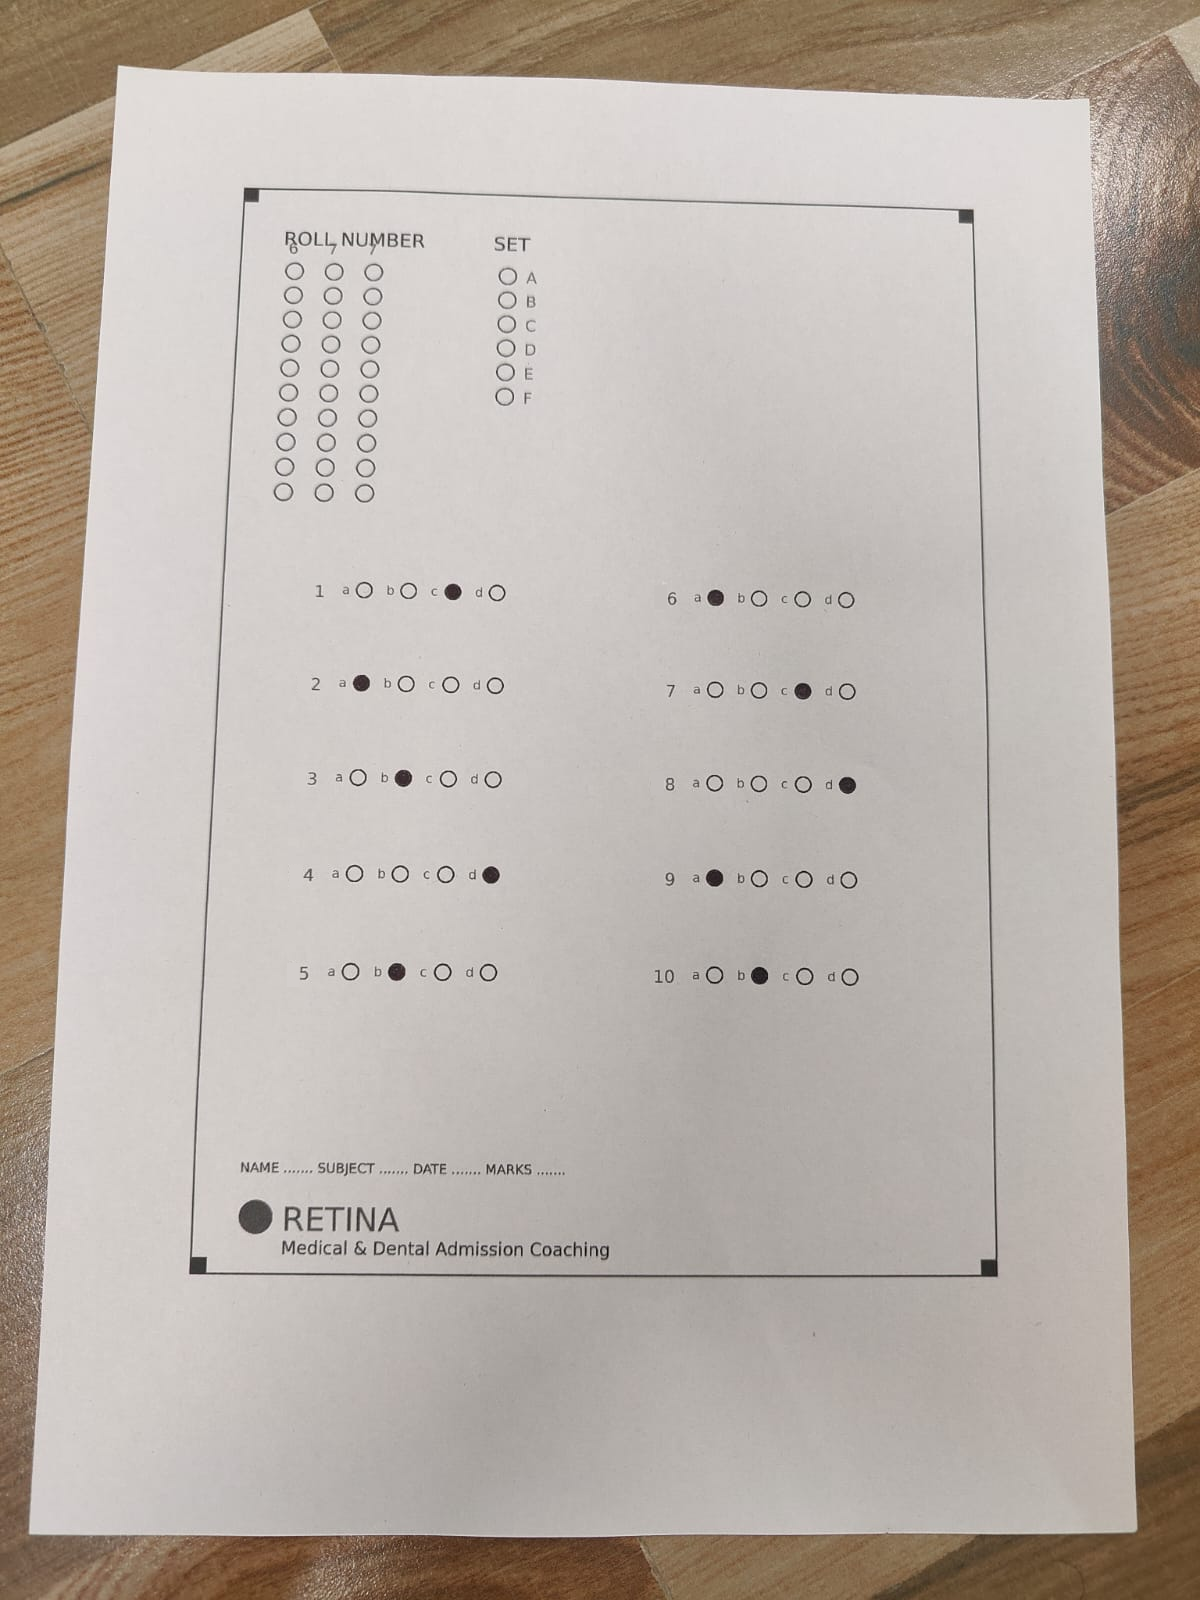 ROLL NUMBER
6 7 7
SET
A
B
C
D
E
F
1 a b c d
2 a b c d
3 a b c d
4 a b c d
5 a b c d
6 a b c d
7 a b c d
8 a b c d
9 a b c d
10 a b c d
NAME ....... SUBJECT ....... DATE ....... MARKS .......
RETINA
Medical & Dental Admission Coaching